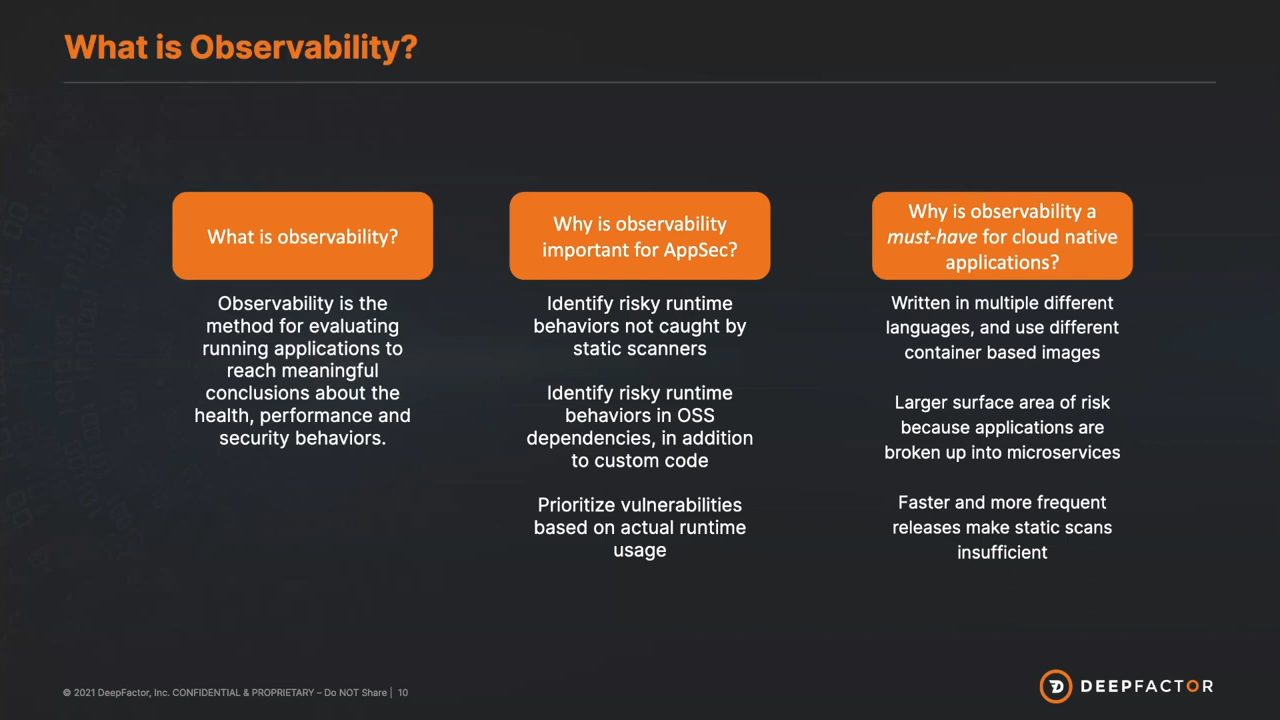 What is Observability?
What is observability?
Observability is the
method for evaluating
running applications to
reach meaningful
conclusions about the
health, performance and
security behaviors.
Why is observability
important for AppSec?
Identify risky runtime
behaviors not caught by
static scanners
Identify risky runtime
behaviors in OSS
dependencies, in addition
to custom code
Prioritize vulnerabilities
based on actual runtime
usage
Why is observability a
must-have for cloud native
applications?
Written in multiple different
languages, and use different
container based images
Larger surface area of risk
because applications are
broken up into microservices
Faster and more frequent
releases make static scans
insufficient
© 2021 DeepFactor, Inc. CONFIDENTIAL & PROPRIETARY – Do NOT Share | 10
DEEPFACTOR